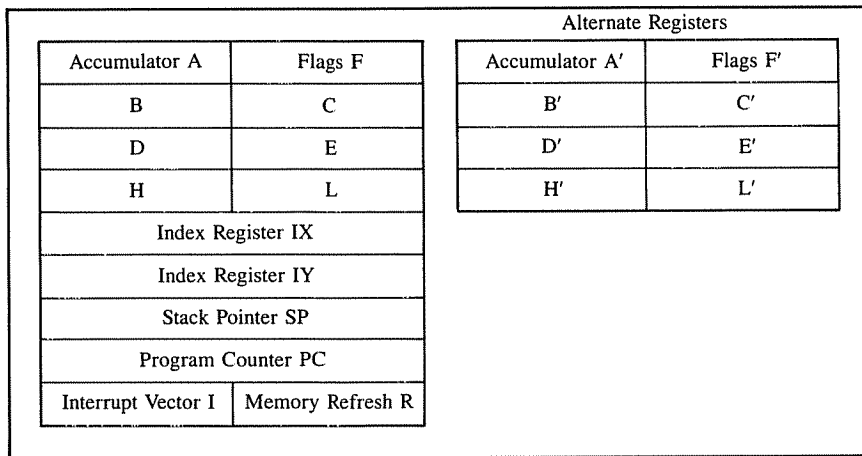 Alternate Registers
Accumulator A Flags F
B C
D E
H L
Index Register IX
Index Register IY
Stack Pointer SP
Program Counter PC
Interrupt Vector I Memory Refresh R
Accumulator A′ Flags F′
B′ C′
D′ E′
H′ L′